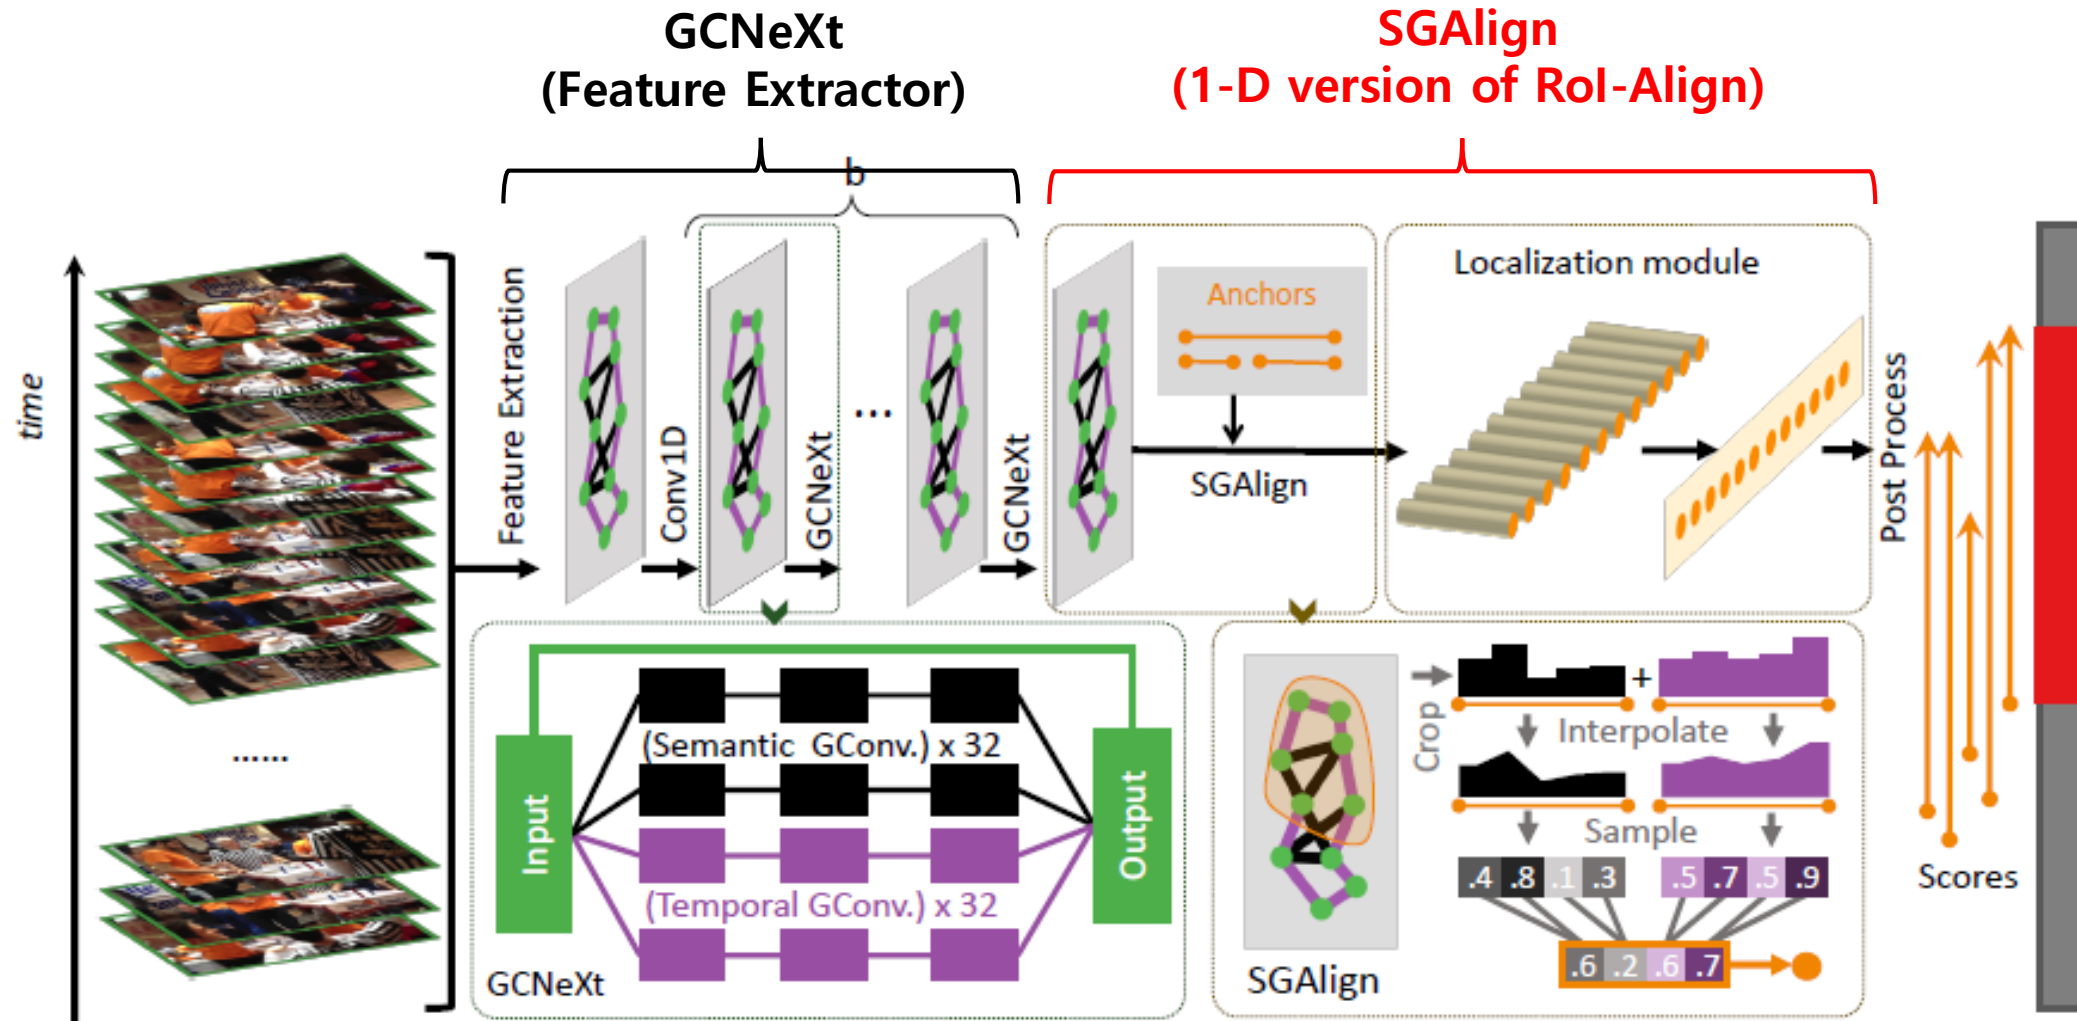 GCNeXt
(Feature Extractor)
SGAlign
(1-D version of RoI-Align)
b
time
Feature Extraction
Conv1D
GCNeXt
...
GCNeXt
Anchors
SGAlign
Localization module
Post Process
......
Input
(Semantic GConv.) x 32
(Temporal GConv.) x 32
Output
GCNeXt
SGAlign
Crop
+
Interpolate
Sample
.4 .8 .1 .3 .5 .7 .5 .9
.6 .2 .6 .7
Scores